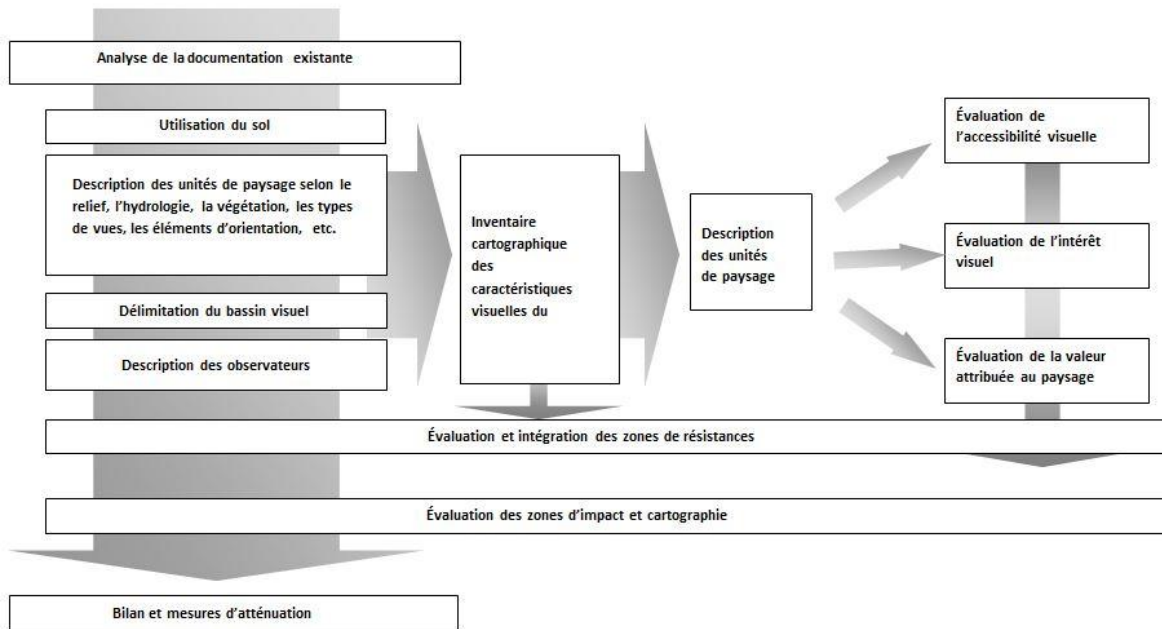 Analyse de la documentation existante
Utilisation du sol
Description des unités de paysage selon le
relief, l'hydrologie, la végétation, les types
de vues, les éléments d'orientation, etc.
Délimitation du bassin visuel
Description des observateurs
Inventaire
cartographique
des
caractéristiques
visuelles du
Description
des unités
de paysage
Évaluation de
l'accessibilité visuelle
Évaluation de l'intérêt
visuel
Évaluation de la valeur
attribuée au paysage
Évaluation et intégration des zones de résistances
Évaluation des zones d'impact et cartographie
Bilan et mesures d'atténuation